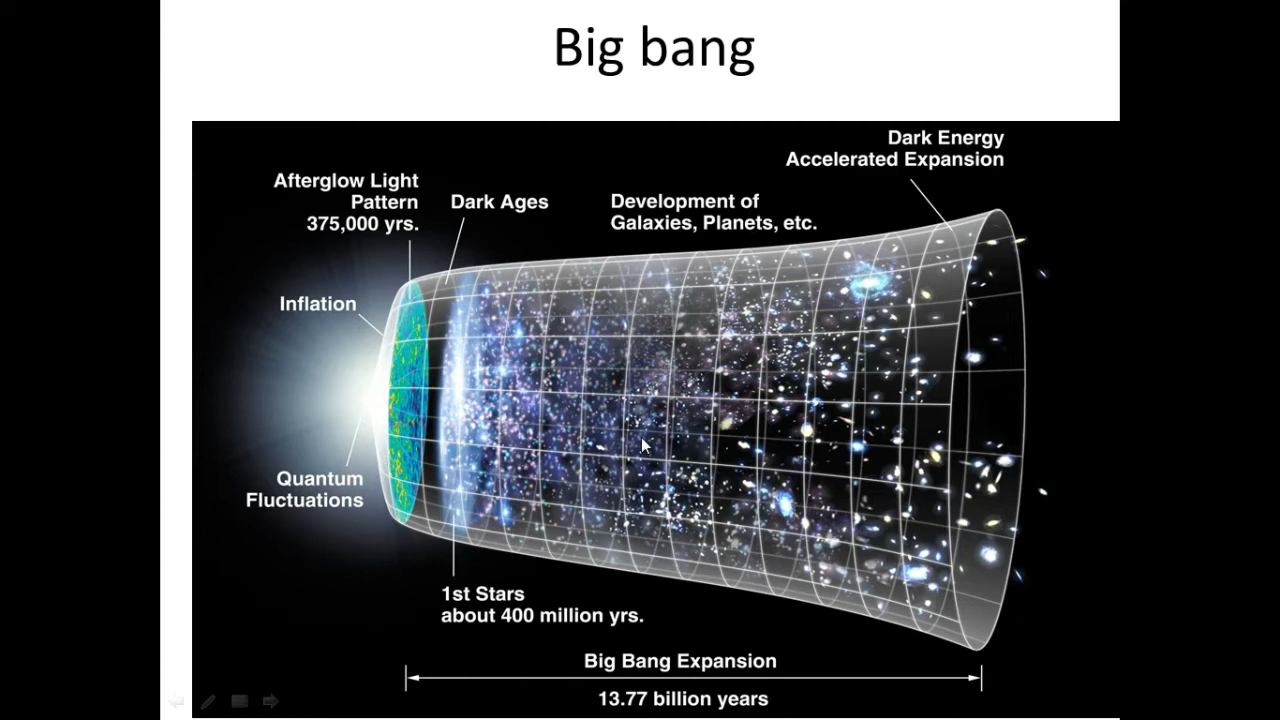 Big bang
Dark Energy
Accelerated Expansion
Afterglow Light
Pattern
375,000 yrs.
Dark Ages
Development of
Galaxies, Planets, etc.
Inflation
Quantum
Fluctuations
1st Stars
about 400 million yrs.
Big Bang Expansion
13.77 billion years